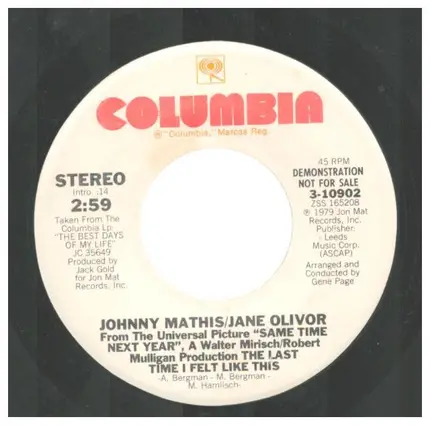 COLUMBIA
® "Columbia," Marcas Reg.
STEREO
Intro :14
2:59
Taken From The
Columbia Lp:
"THE BEST DAYS
OF MY LIFE"
JC 35649
Produced by
Jack Gold
for Jon Mat
Records, Inc.
45 RPM
DEMONSTRATION
NOT FOR SALE
3-10902
ZSS 165208
℗ 1979 Jon Mat
Records, Inc.
Publisher:
Leeds
Music Corp.
(ASCAP)
Arranged and
Conducted by
Gene Page
JOHNNY MATHIS/JANE OLIVOR
From The Universal Picture "SAME TIME
NEXT YEAR", A Walter Mirisch/Robert
Mulligan Production THE LAST
TIME I FELT LIKE THIS
-A. Bergman - M. Bergman -
M. Hamlisch-